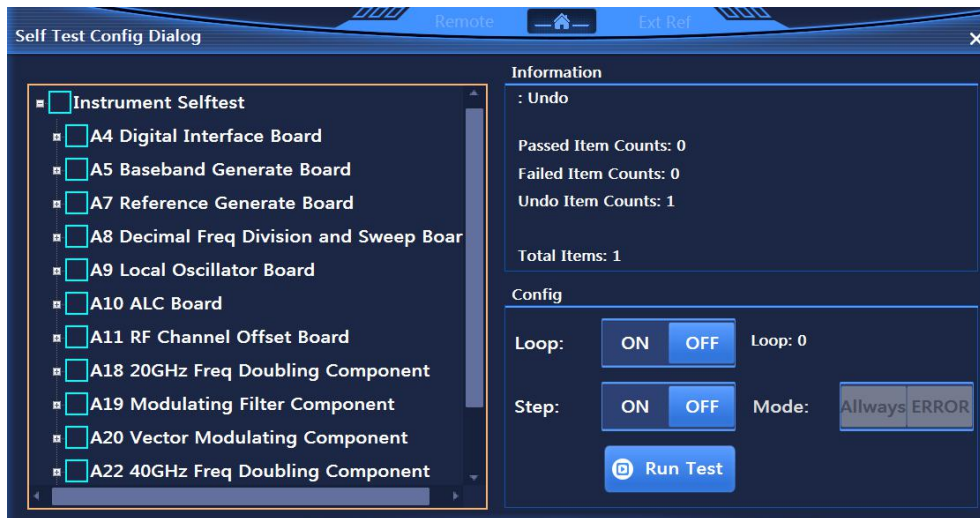 Remote
Ext Ref
Self Test Config Dialog
Instrument Selftest
A4 Digital Interface Board
A5 Baseband Generate Board
A7 Reference Generate Board
A8 Decimal Freq Division and Sweep Boar
A9 Local Oscillator Board
A10 ALC Board
A11 RF Channel Offset Board
A18 20GHz Freq Doubling Component
A19 Modulating Filter Component
A20 Vector Modulating Component
A22 40GHz Freq Doubling Component
Information
: Undo
Passed Item Counts: 0
Failed Item Counts: 0
Undo Item Counts: 1
Total Items: 1
Config
Loop: ON OFF Loop: 0
Step: ON OFF Mode: Allways ERROR
Run Test